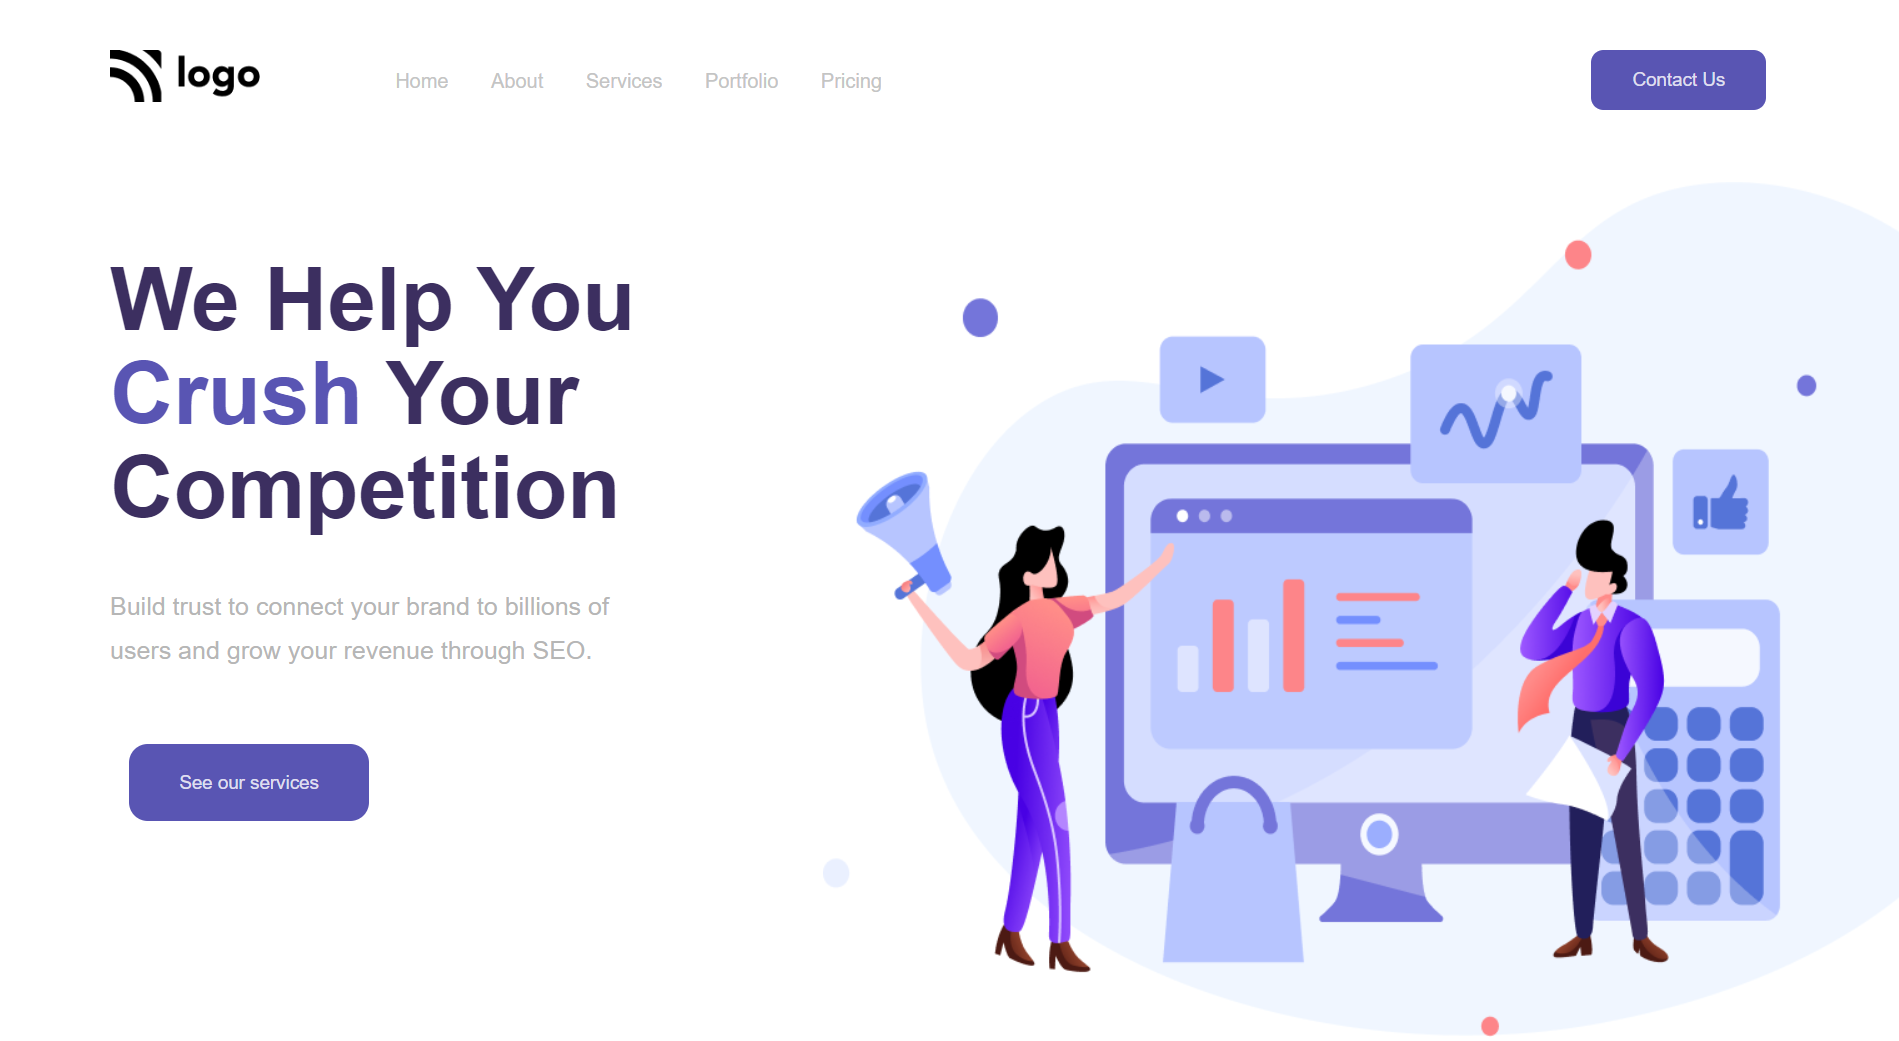 logo
Home About Services Portfolio Pricing
Contact Us
We Help You
Crush Your
Competition
Build trust to connect your brand to billions of
users and grow your revenue through SEO.
See our services